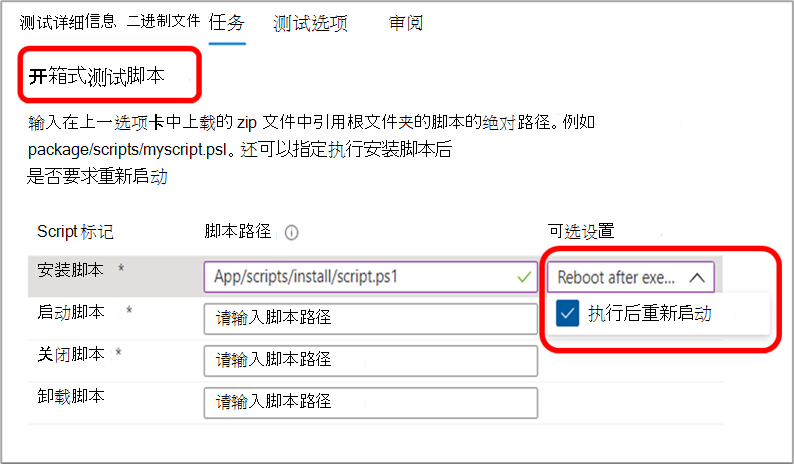 测试详细信息、二进制文件 任务 测试选项 审阅
开箱式测试脚本
输入在上一选项卡中上载的 zip 文件中引用根文件夹的脚本的绝对路径。例如
package/scripts/myscript.psl。还可以指定执行安装脚本后
是否要求重新启动
Script 标记 脚本路径 可选设置
安装脚本 * App/scripts/install/script.ps1 Reboot after exe...
执行后重新启动
启动脚本 * 请输入脚本路径
关闭脚本 * 请输入脚本路径
卸载脚本 请输入脚本路径